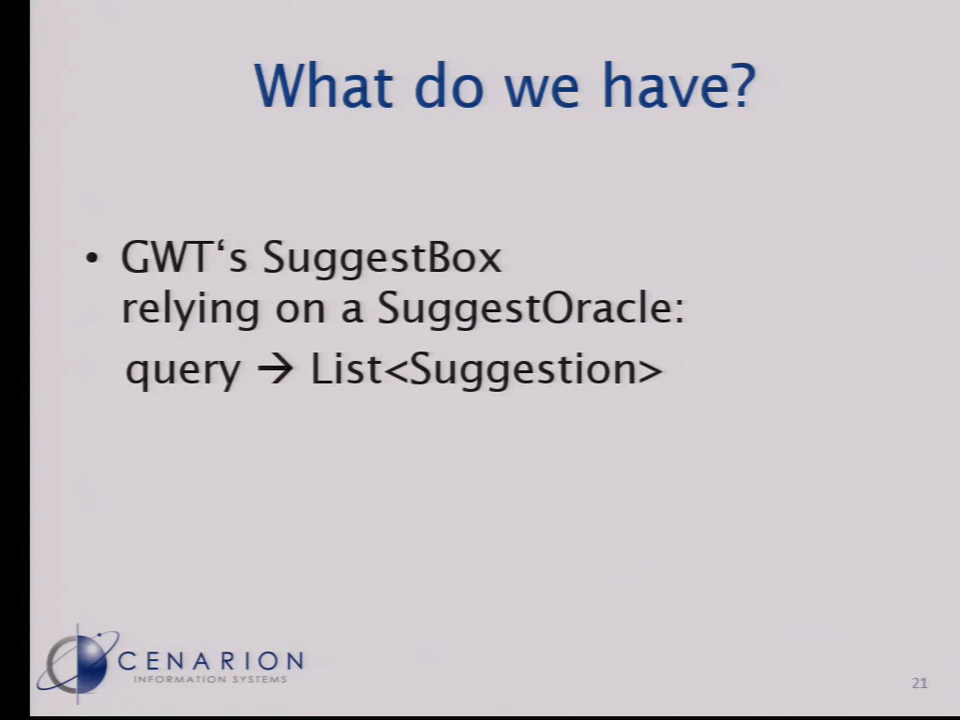 What do we have?
• GWT‘s SuggestBox
relying on a SuggestOracle:
query → List<Suggestion>
CENARION
INFORMATION SYSTEMS
21